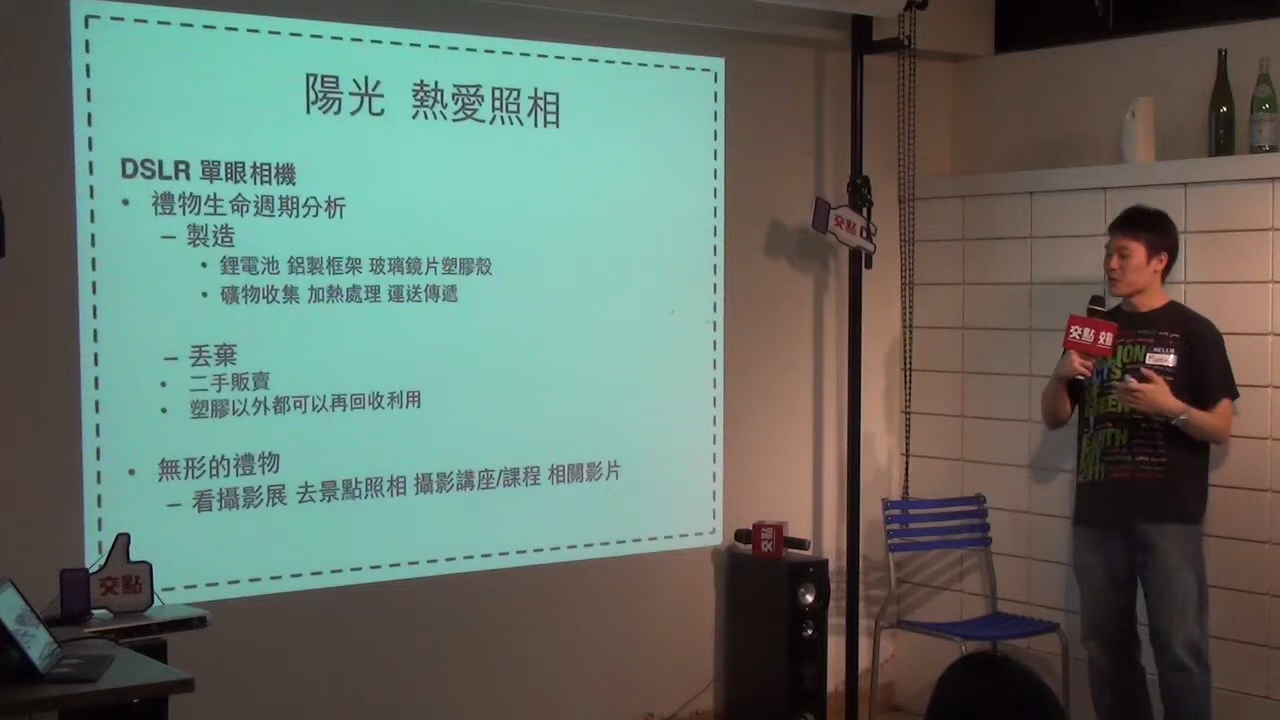 陽光 熱愛照相
DSLR 單眼相機
• 禮物生命週期分析
– 製造
• 鋰電池 鋁製框架 玻璃鏡片塑膠殼
• 礦物收集 加熱處理 運送傳遞
– 丟棄
• 二手販賣
• 塑膠以外都可以再回收利用
• 無形的禮物
– 看攝影展 去景點照相 攝影講座/課程 相關影片
交點
交點
交點
交點
HELLO
EARTH
2011